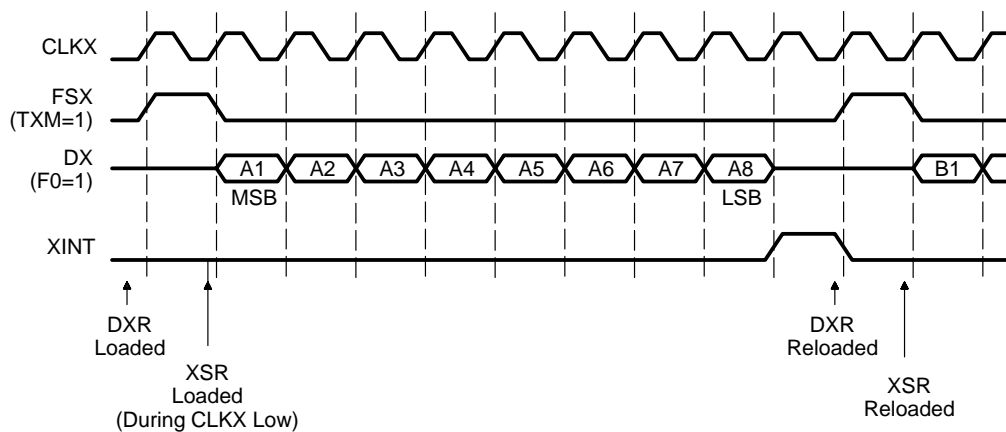 CLKX
FSX
(TXM=1)
DX
(F0=1)
A1
A2
A3
A4
A5
A6
A7
A8
B1
MSB
LSB
XINT
DXR
Loaded
DXR
Reloaded
XSR
Loaded
(During CLKX Low)
XSR
Reloaded